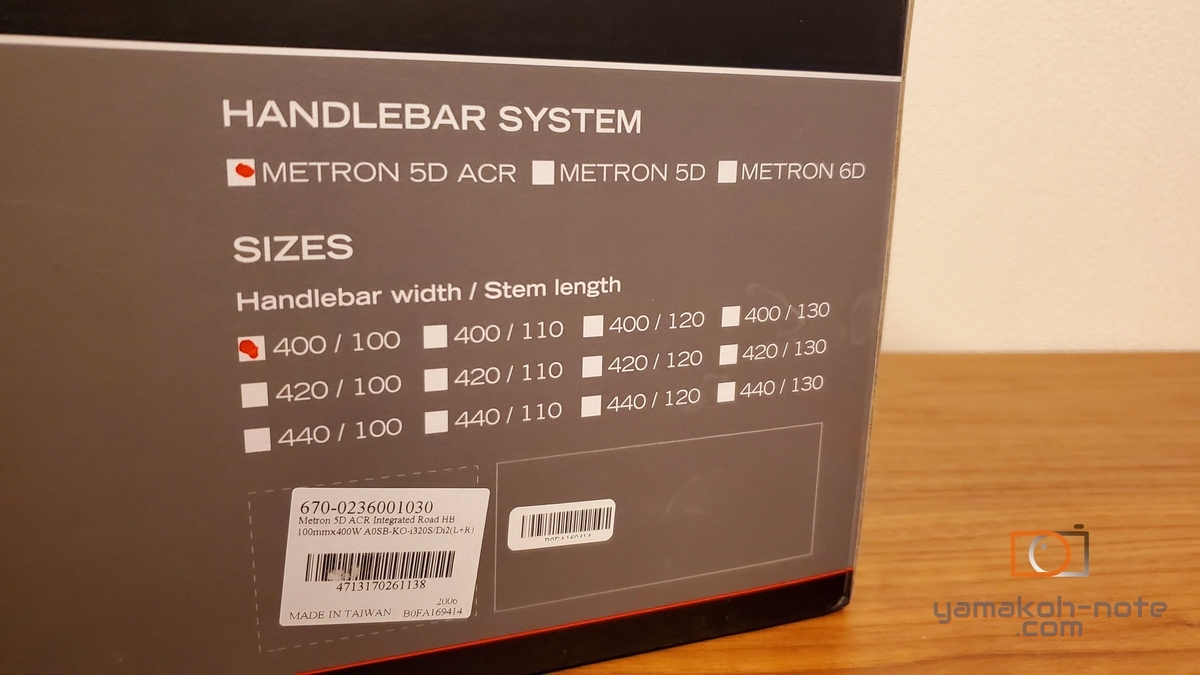 HANDLEBAR SYSTEM
METRON 5D ACR METRON 5D METRON 6D
SIZES
Handlebar width / Stem length
400 / 100 400 / 110 400 / 120 400 / 130
420 / 100 420 / 110 420 / 120 420 / 130
440 / 100 440 / 110 440 / 120 440 / 130
670-0236001030
Metron 5D ACR Integrated Road HB
100mmx400W A0SB-KO-i320S/Di2(L+R)
4713170261138
2006
MADE IN TAIWAN B0FA169414
B0FA169414
yamakoh-note
.com